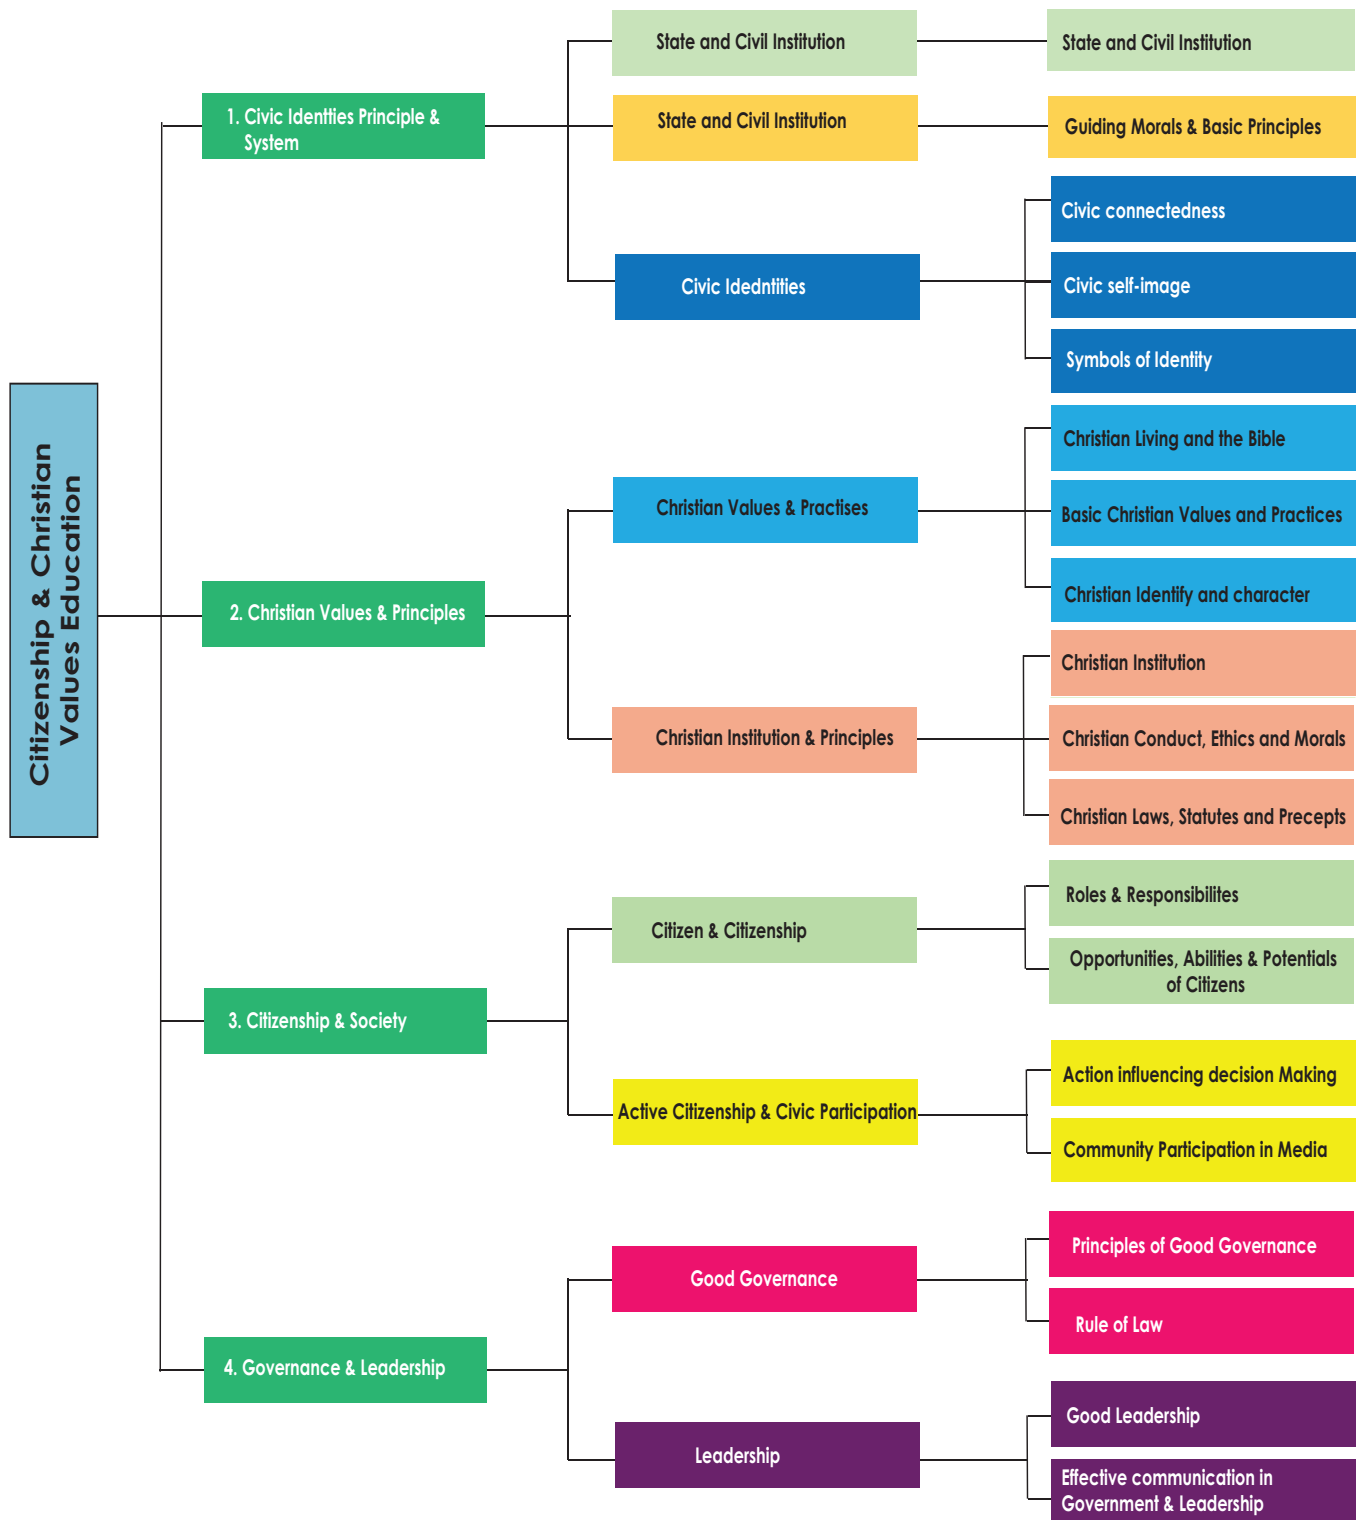 Citizenship & Christian
Values Education
1. Civic Identties Principle &
System
State and Civil Institution
State and Civil Institution
State and Civil Institution
Guiding Morals & Basic Principles
Civic Idedntities
Civic connectedness
Civic self-image
Symbols of Identity
2. Christian Values & Principles
Christian Values & Practises
Christian Living and the Bible
Basic Christian Values and Practices
Christian Identify and character
Christian Institution & Principles
Christian Institution
Christian Conduct, Ethics and Morals
Christian Laws, Statutes and Precepts
3. Citizenship & Society
Citizen & Citizenship
Roles & Responsibilites
Opportunities, Abilities & Potentials
of Citizens
Active Citizenship & Civic Participation
Action influencing decision Making
Community Participation in Media
4. Governance & Leadership
Good Governance
Principles of Good Governance
Rule of Law
Leadership
Good Leadership
Effective communication in
Government & Leadership